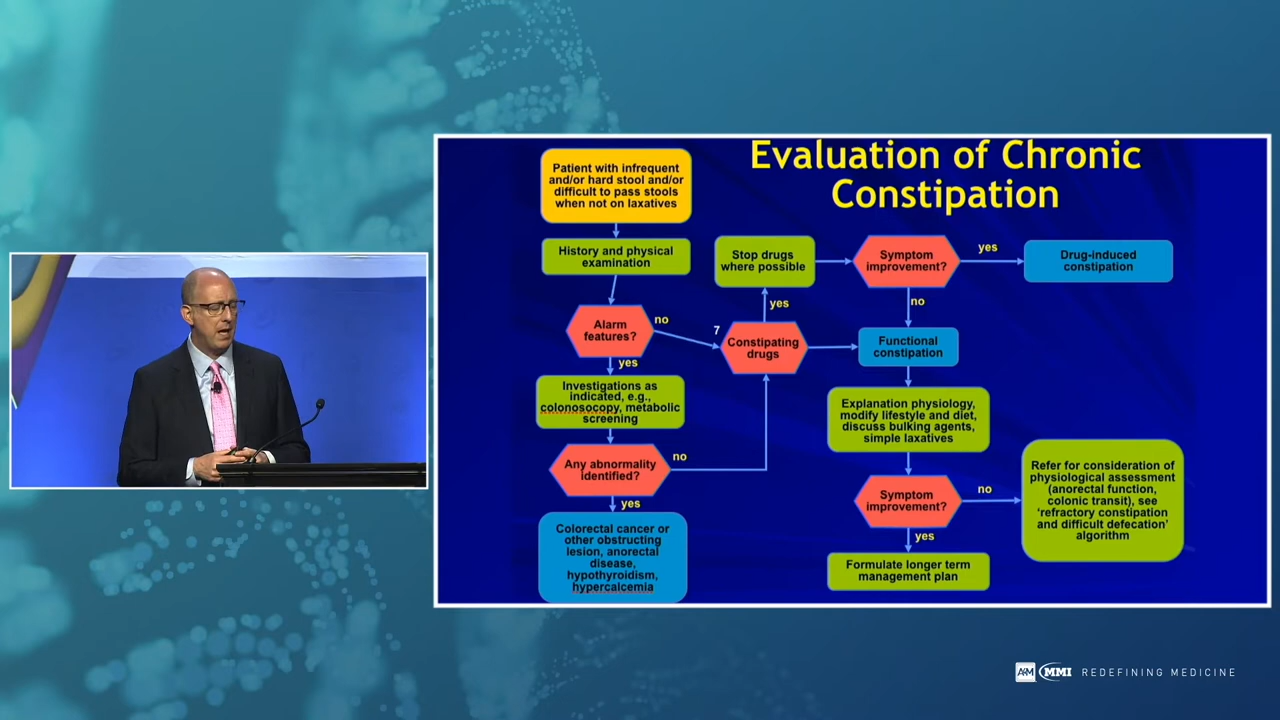 Evaluation of Chronic
Constipation
Patient with infrequent
and/or hard stool and/or
difficult to pass stools
when not on laxatives
History and physical
examination
Alarm
features?
no
yes
Investigations as
indicated, e.g.,
colonosocopy, metabolic
screening
Any abnormality
identified?
no
yes
Colorectal cancer or
other obstructing
lesion, anorectal
disease,
hypothyroidism,
hypercalcemia
7
Constipating
drugs
yes
Stop drugs
where possible
Symptom
improvement?
yes
Drug-induced
constipation
no
Functional
constipation
Explanation physiology,
modify lifestyle and diet,
discuss bulking agents,
simple laxatives
Symptom
improvement?
no
Refer for consideration of
physiological assessment
(anorectal function,
colonic transit), see
‘refractory constipation
and difficult defecation’
algorithm
yes
Formulate longer term
management plan
A4M MMI REDEFINING MEDICINE